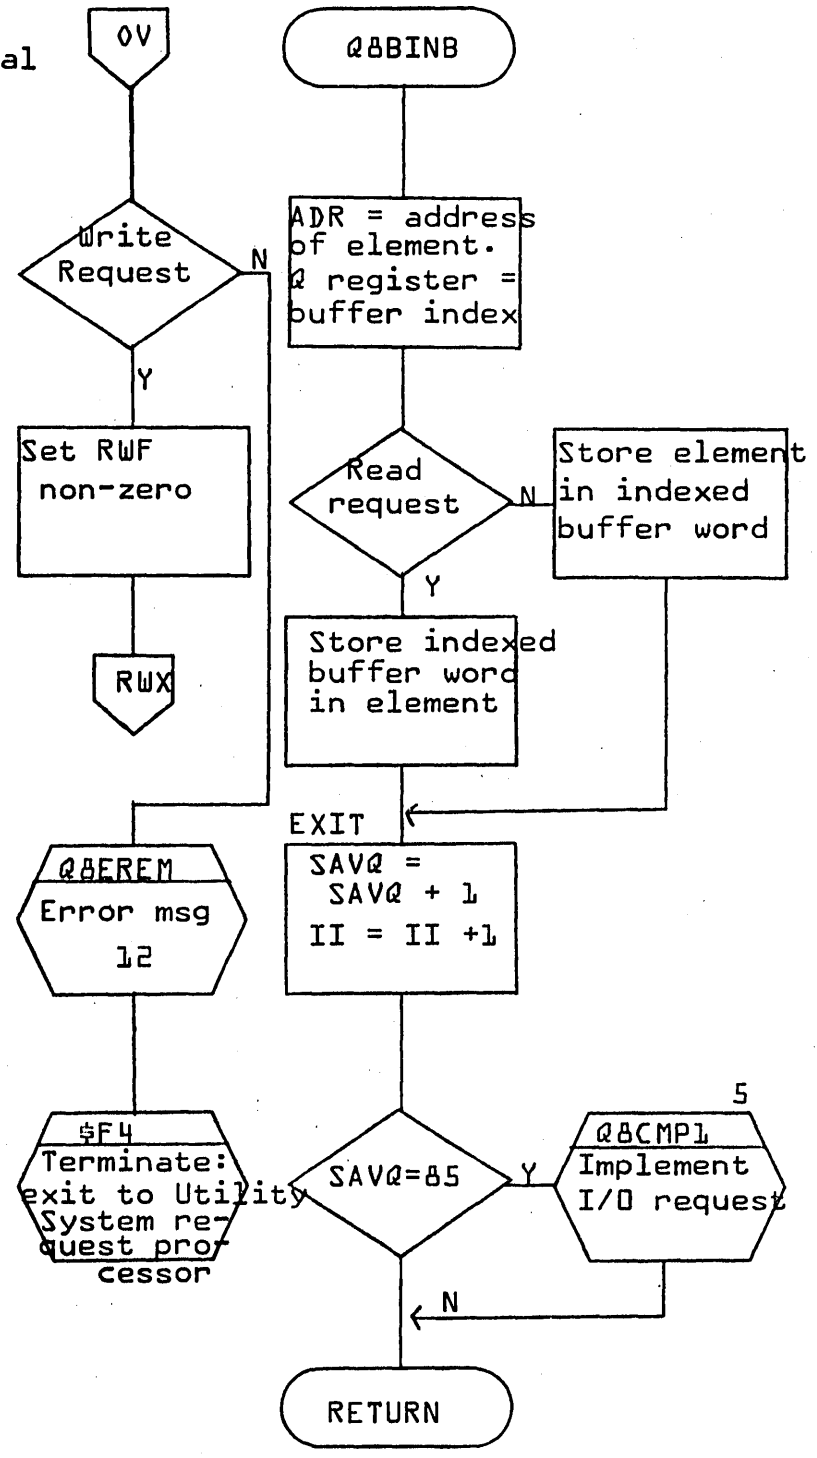 al
OV
Write
Request
N
Y
Set RWF
non-zero
RWX
Q8EREM
Error msg
12
$F4
Terminate:
exit to Utility
System re-
quest pro-
cessor
Q8BINB
ADR = address
of element.
Q register =
buffer index
Read
request
N
Y
Store element
in indexed
buffer word
Store indexed
buffer word
in element
EXIT
SAVQ =
SAVQ + 1
II = II +1
SAVQ=85
Y
5
Q8CMP1
Implement
I/O request
N
RETURN